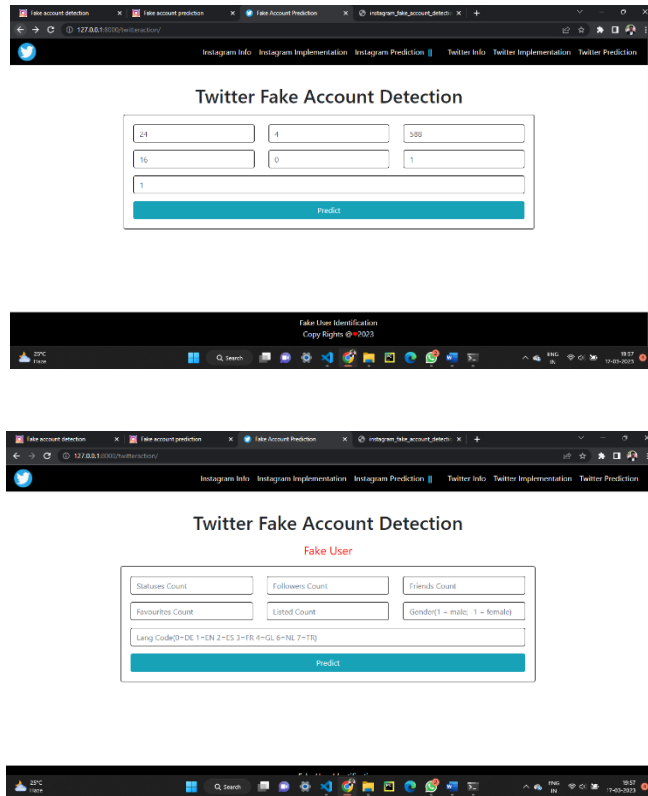 Fake account detection Fake account prediction Fake Account Prediction instagram_fake_account_detecti
127.0.0.1:8000/twitteraction/
Instagram Info Instagram Implementation Instagram Prediction || Twitter Info Twitter Implementation Twitter Prediction
Twitter Fake Account Detection
24 4 588
16 0 1
1
Predict
Fake User Identification
Copy Rights @♥2023
25°C Haze Search ENG IN 17-03-2023
Fake account detection Fake account prediction Fake Account Prediction instagram_fake_account_detecti
127.0.0.1:8000/twitteraction/
Instagram Info Instagram Implementation Instagram Prediction || Twitter Info Twitter Implementation Twitter Prediction
Twitter Fake Account Detection
Fake User
Statuses Count Followers Count Friends Count
Favourites Count Listed Count Gender(1 = male; -1 = female)
Lang Code(0=DE 1=EN 2=ES 3=FR 4=GL 6=NL 7=TR)
Predict
25°C Haze Search ENG IN 17-03-2023